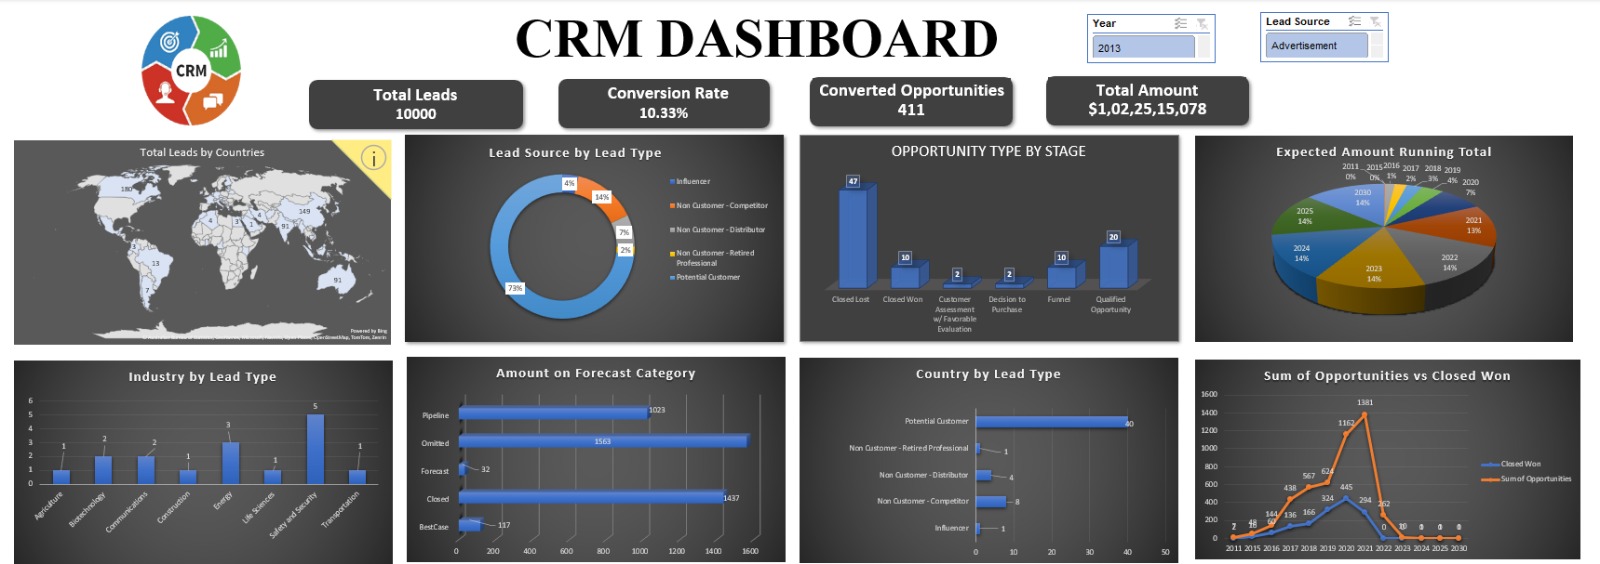 CRM DASHBOARD
CRM
Year
2013
Lead Source
Advertisement
Total Leads
10000
Conversion Rate
10.33%
Converted Opportunities
411
Total Amount
$1,02,25,15,078
Total Leads by Countries
180
149
4
3
4
1
91
3
13
7
91
Powered by Bing
Lead Source by Lead Type
4%
14%
7%
2%
73%
Influencer
Non Customer - Competitor
Non Customer - Distributor
Non Customer - Retired
Professional
Potential Customer
OPPORTUNITY TYPE BY STAGE
47
10
2
2
10
20
Closed Lost
Closed Won
Customer
Assessment
w/ Favorable
Evaluation
Decision to
Purchase
Funnel
Qualified
Opportunity
Expected Amount Running Total
2011
0%
2015
0%
2016
1%
2017
2%
2018
3%
2019
4%
2020
7%
2021
13%
2022
14%
2023
14%
2024
14%
2025
14%
2030
14%
Industry by Lead Type
6
5
4
3
2
1
0
1
2
2
1
3
1
5
1
Agriculture
Biotechnology
Communications
Construction
Energy
Life Sciences
Safety and Security
Transportation
Amount on Forecast Category
Pipeline
1023
Omitted
1563
Forecast
32
Closed
1437
BestCase
117
0 200 400 600 800 1000 1200 1400 1600
Country by Lead Type
Potential Customer
40
Non Customer - Retired Professional
1
Non Customer - Distributor
4
Non Customer - Competitor
8
Influencer
1
0 10 20 30 40 50
Sum of Opportunities vs Closed Won
1600
1400
1200
1000
800
600
400
200
0
1381
1162
624
567
438
144
445
324
294
262
166
136
Closed Won
Sum of Opportunities
2011 2015 2016 2017 2018 2019 2020 2021 2022 2023 2024 2025 2030